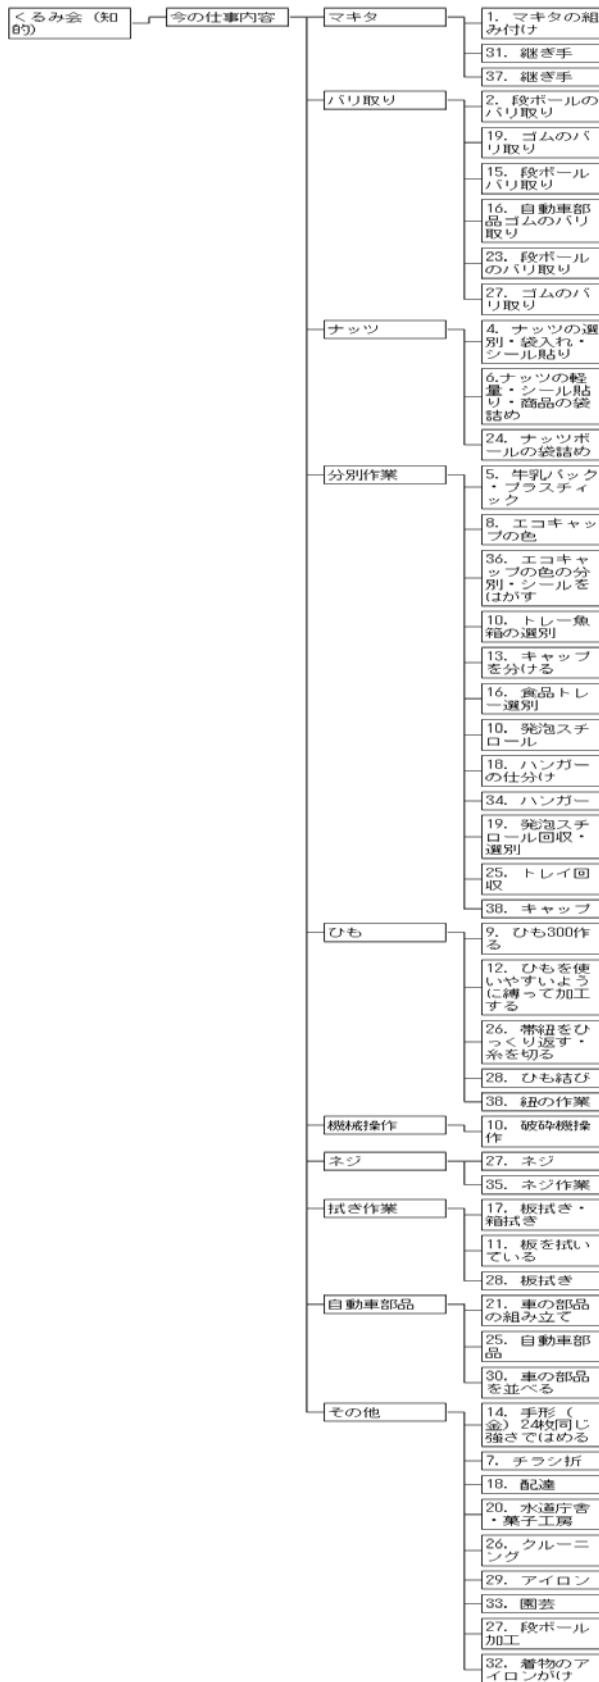 くるみ会（知
的）
今の仕事内容
マキタ
1．マキタの組
み付け
31．継ぎ手
37．継ぎ手
バリ取り
2．段ボールの
バリ取り
19．ゴムのバ
リ取り
15．段ボール
バリ取り
16．自動車部
品ゴムのバリ
取り
23．段ボール
のバリ取り
27．ゴムのバ
リ取り
ナッツ
4．ナッツの選
別・袋入れ・
シール貼り
6.ナッツの軽
量・シール貼
り・商品の袋
詰め
24．ナッツボ
ールの袋詰め
分別作業
5．牛乳パック
・プラスティ
ック
8．エコキャッ
プの色
36．エコキャ
ップの色の分
別・シールを
はがす
10．トレー魚
箱の選別
13．キャップ
を分ける
16．食品トレ
ー選別
10．発泡スチ
ロール
18．ハンガー
の仕分け
34．ハンガー
19．発泡スチ
ロール回収・
選別
25．トレイ回
収
38．キャップ
ひも
9．ひも300作
る
12．ひもを使
いやすいよう
に縛って加工
する
26．帯紐をひ
っくり返す・
糸を切る
28．ひも結び
38．紐の作業
機械操作
10．破砕機操
作
ネジ
27．ネジ
35．ネジ作業
拭き作業
17．板拭き・
箱拭き
11．板を拭い
ている
28．板拭き
自動車部品
21．車の部品
の組み立て
25．自動車部
品
30．車の部品
を並べる
その他
14．手形（
金）24枚同じ
強さではめる
7．チラシ折
18．配達
20．水道庁舎
・菓子工房
26．クルーニ
ング
29．アイロン
33．園芸
27．段ボール
加工
32．着物のア
イロンがけ